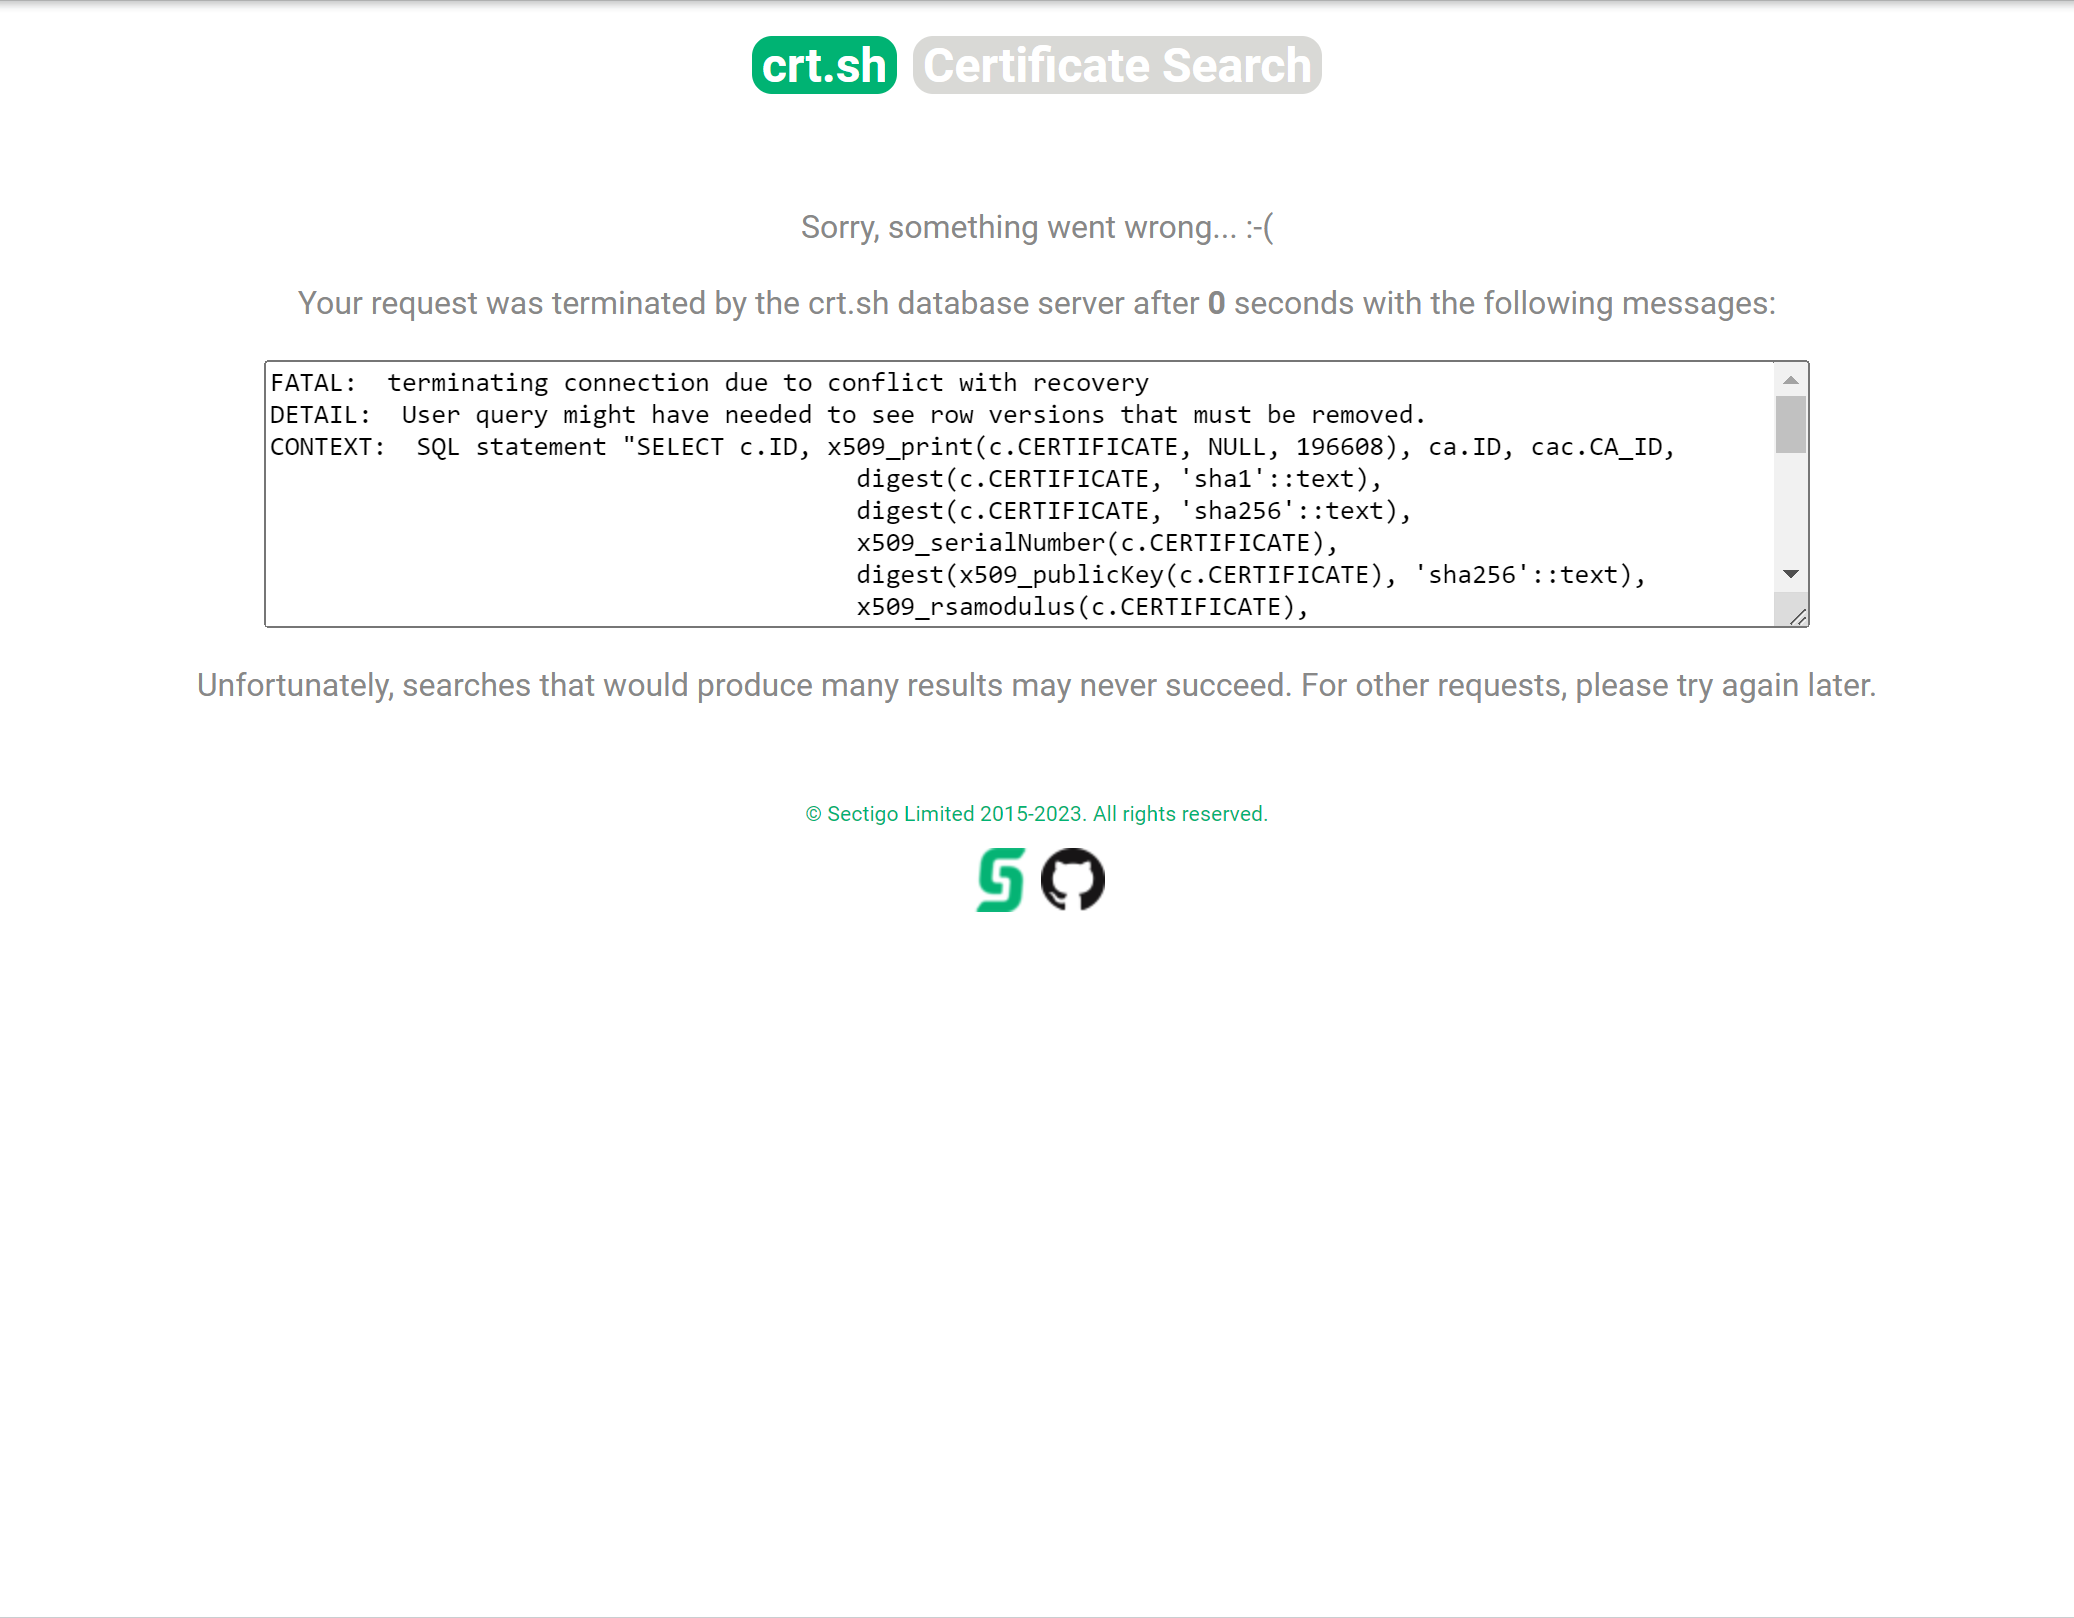 crt.sh Certificate Search
Sorry, something went wrong... :-(
Your request was terminated by the crt.sh database server after 0 seconds with the following messages:
FATAL:  terminating connection due to conflict with recovery
DETAIL:  User query might have needed to see row versions that must be removed.
CONTEXT:  SQL statement "SELECT c.ID, x509_print(c.CERTIFICATE, NULL, 196608), ca.ID, cac.CA_ID,
digest(c.CERTIFICATE, 'sha1'::text),
digest(c.CERTIFICATE, 'sha256'::text),
x509_serialNumber(c.CERTIFICATE),
digest(x509_publicKey(c.CERTIFICATE), 'sha256'::text),
x509_rsamodulus(c.CERTIFICATE),
Unfortunately, searches that would produce many results may never succeed. For other requests, please try again later.
© Sectigo Limited 2015-2023. All rights reserved.